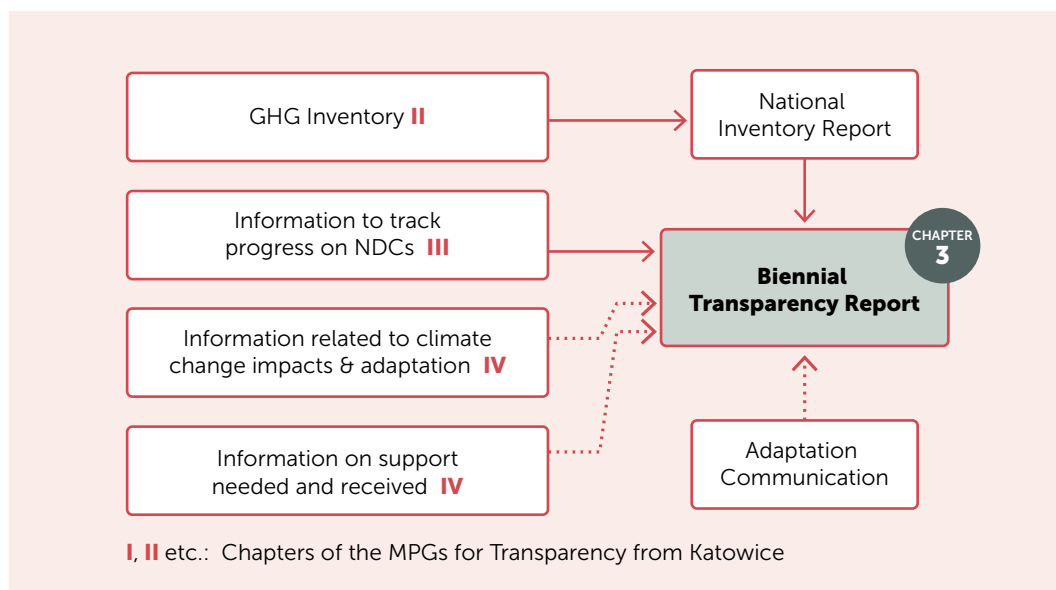 GHG Inventory II
National
Inventory Report
Information to track
progress on NDCs III
CHAPTER
3
Biennial
Transparency Report
Information related to climate
change impacts & adaptation IV
Information on support
needed and received IV
Adaptation
Communication
I, II etc.: Chapters of the MPGs for Transparency from Katowice